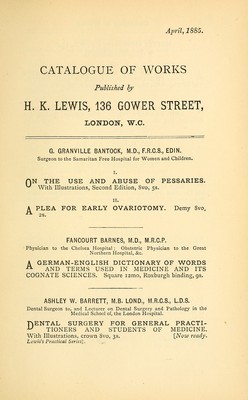 April, 1885.
CATALOGUE OF WORKS
Published by
H. K. LEWIS, 136 GOWER STREET,
LONDON, W.C.
G. GRANVILLE BANTOCK, M.D., F.R.C.S., EDIN.
Surgeon to the Samaritan Free Hospital for Women and Children.
I.
ON THE USE AND ABUSE OF PESSARIES.
With Illustrations, Second Edition, 8vo, 5s.
II.
A PLEA FOR EARLY OVARIOTOMY. Demy 8vo,
2s.
FANCOURT BARNES, M.D., M.R.C.P.
Physician to the Chelsea Hospital; Obstetric Physician to the Great
Northern Hospital, &c.
A GERMAN-ENGLISH DICTIONARY OF WORDS
AND TERMS USED IN MEDICINE AND ITS
COGNATE SCIENCES. Square 12mo, Roxburgh binding, 9s.
ASHLEY W. BARRETT, M.B. LOND., M.R.C.S., L.D.S.
Dental Surgeon to, and Lecturer on Dental Surgery and Pathology in the
Medical School of, the London Hospital.
DENTAL SURGERY FOR GENERAL PRACTI-
TIONERS AND STUDENTS OF MEDICINE.
With Illustrations, crown 8vo, 3s. [Now ready.
Lewis's Practical Series].